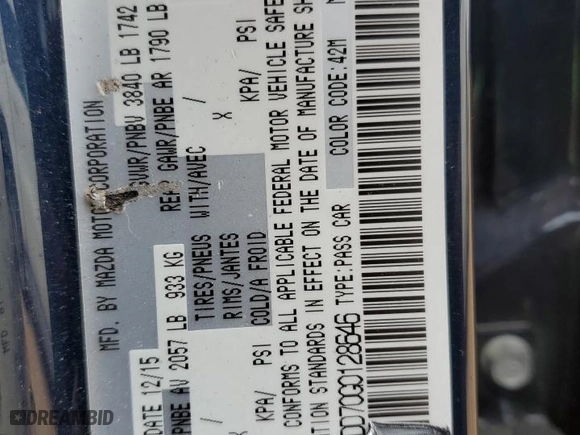 MFD. BY MAZDA MOTOR CORPORATION
DATE 12/15 GVWR/PNBV 3840 LB 1742
PNBE AV 2057 LB 933 KG REAR GAWR/PNBE AR 1790 LB
TIRES/PNEUS WITH/AVEC /
RIMS/JANTES X
COLD/A FROID KPA/ PSI
KPA/ PSI
CONFORMS TO ALL APPLICABLE FEDERAL MOTOR VEHICLE SAFE
ATION STANDARDS IN EFFECT ON THE DATE OF MANUFACTURE SH
TYPE:PASS CAR COLOR CODE:42M
DD7G0128646
DREAMBID